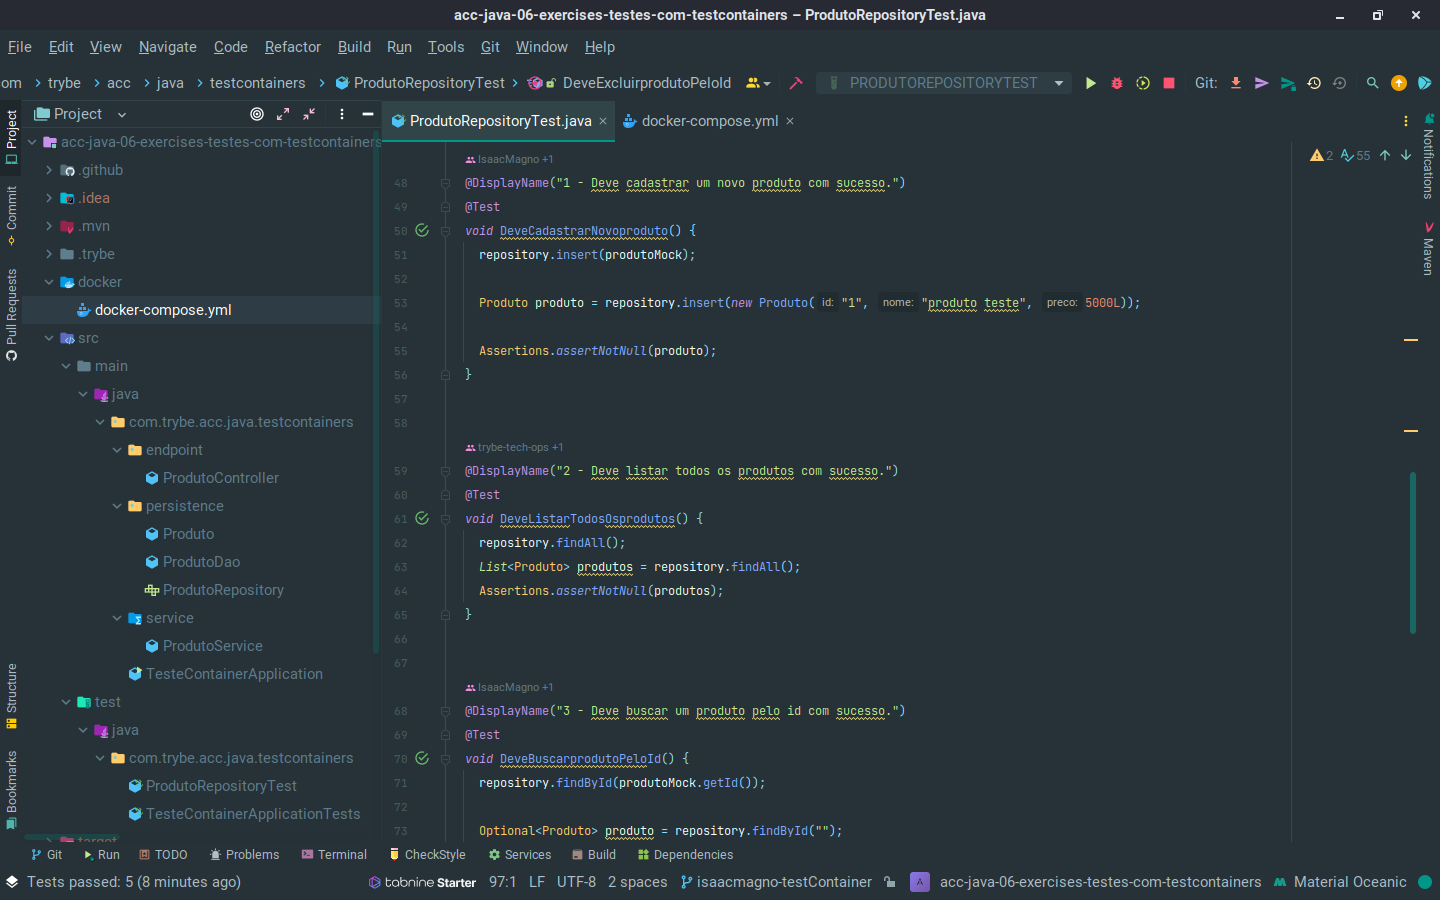 acc-java-06-exercises-testes-com-testcontainers – ProdutoRepositoryTest.java
File Edit View Navigate Code Refactor Build Run Tools Git Window Help
om trybe acc java testcontainers ProdutoRepositoryTest DeveExcluirprodutoPeloId PRODUTOREPOSITORYTEST Git:
Project
ProdutoRepositoryTest.java
docker-compose.yml
2 55
acc-java-06-exercises-testes-com-testcontainers
.github
.idea
.mvn
.trybe
docker
docker-compose.yml
src
main
java
com.trybe.acc.java.testcontainers
endpoint
ProdutoController
persistence
Produto
ProdutoDao
ProdutoRepository
service
ProdutoService
TesteContainerApplication
test
java
com.trybe.acc.java.testcontainers
ProdutoRepositoryTest
TesteContainerApplicationTests
target
Project
Commit
Pull Requests
Structure
Bookmarks
IsaacMagno +1
48 @DisplayName("1 - Deve cadastrar um novo produto com sucesso.")
49 @Test
50 void DeveCadastrarNovoproduto() {
51 repository.insert(produtoMock);
52
53 Produto produto = repository.insert(new Produto( id: "1", nome: "produto teste", preco: 5000L));
54
55 Assertions.assertNotNull(produto);
56 }
57
58
trybe-tech-ops +1
59 @DisplayName("2 - Deve listar todos os produtos com sucesso.")
60 @Test
61 void DeveListarTodosOsprodutos() {
62 repository.findAll();
63 List<Produto> produtos = repository.findAll();
64 Assertions.assertNotNull(produtos);
65 }
66
67
IsaacMagno +1
68 @DisplayName("3 - Deve buscar um produto pelo id com sucesso.")
69 @Test
70 void DeveBuscarprodutoPeloId() {
71 repository.findById(produtoMock.getId());
72
73 Optional<Produto> produto = repository.findById("");
Notifications
Maven
Git Run TODO Problems Terminal CheckStyle Services Build Dependencies
Tests passed: 5 (8 minutes ago) tabnine Starter 97:1 LF UTF-8 2 spaces isaacmagno-testContainer A acc-java-06-exercises-testes-com-testcontainers Material Oceanic